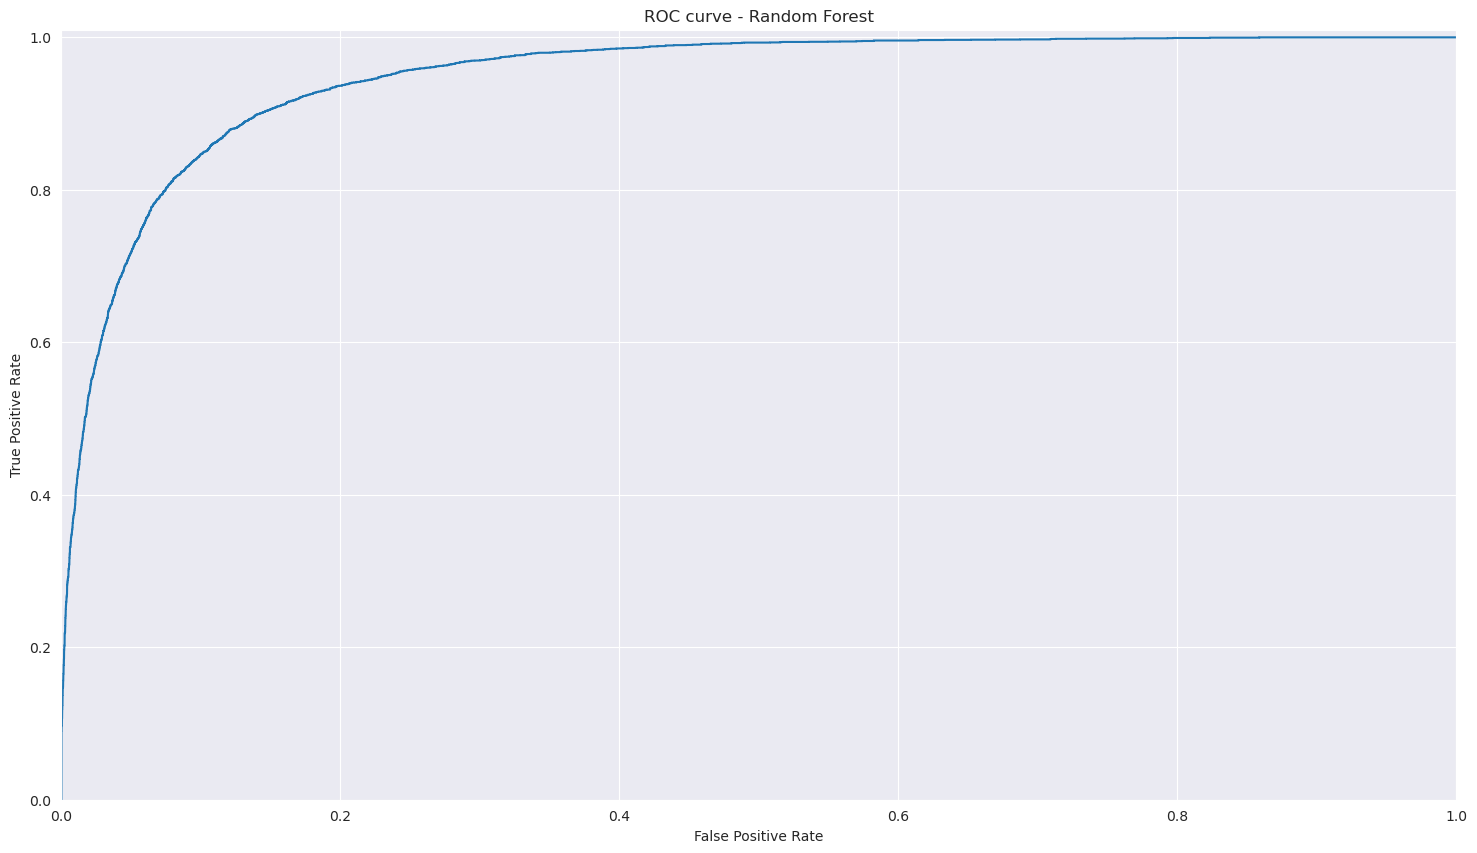 ROC curve - Random Forest
1.0
0.8
0.6
0.4
0.2
0.0
True Positive Rate
0.0 0.2 0.4 0.6 0.8 1.0
False Positive Rate